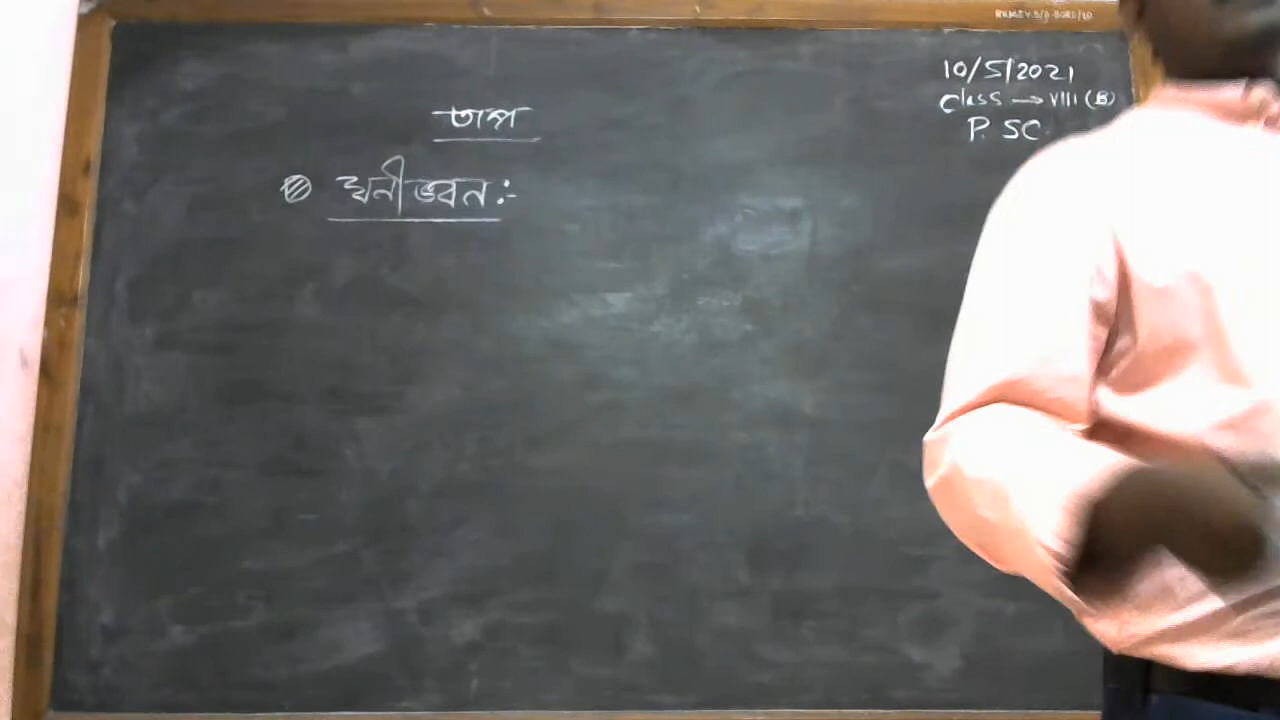 10/5/2021
Class → VIII (B)
P. SC.
তাপ
ঘনীভবন :-